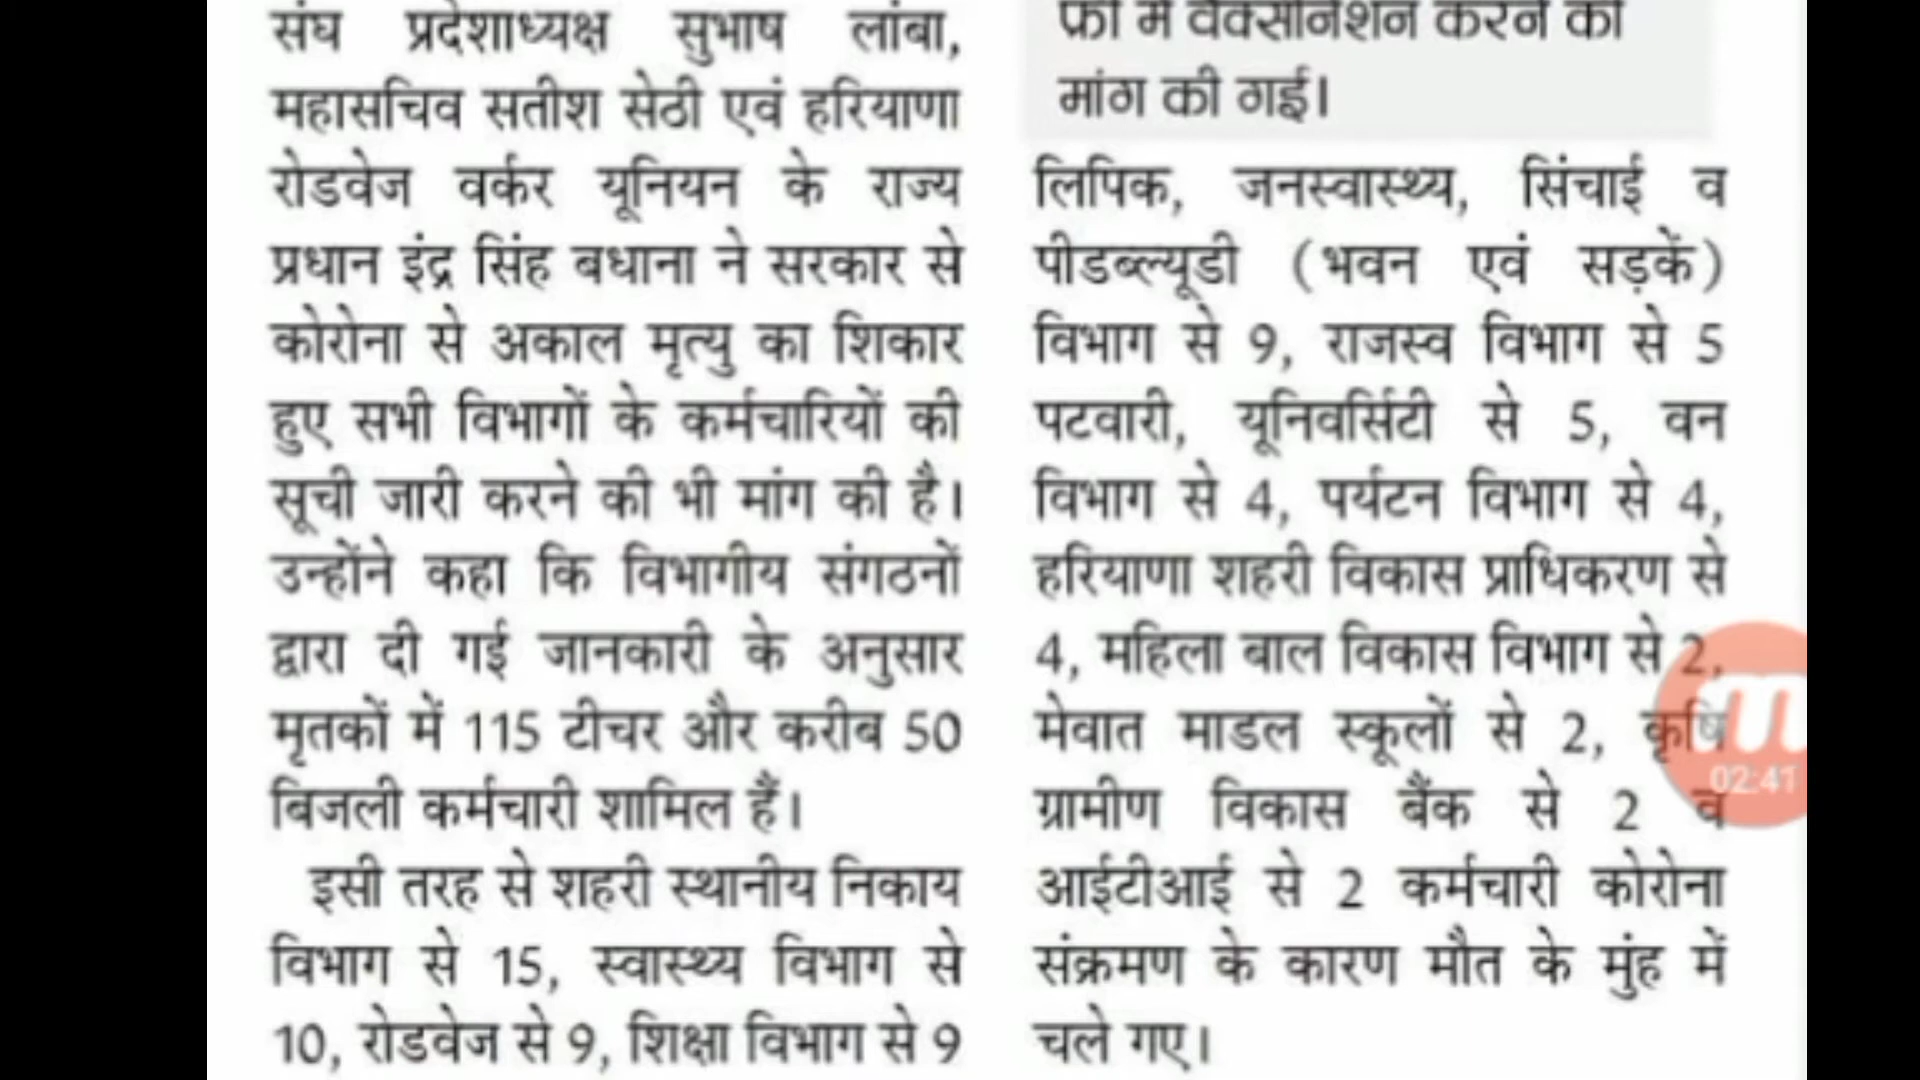 संघ प्रदेशाध्यक्ष सुभाष लांबा,
महासचिव सतीश सेठी एवं हरियाणा
रोडवेज वर्कर यूनियन के राज्य
प्रधान इंद्र सिंह बधाना ने सरकार से
कोरोना से अकाल मृत्यु का शिकार
हुए सभी विभागों के कर्मचारियों की
सूची जारी करने की भी मांग की है।
उन्होंने कहा कि विभागीय संगठनों
द्वारा दी गई जानकारी के अनुसार
मृतकों में 115 टीचर और करीब 50
बिजली कर्मचारी शामिल हैं।
इसी तरह से शहरी स्थानीय निकाय
विभाग से 15, स्वास्थ्य विभाग से
10, रोडवेज से 9, शिक्षा विभाग से 9
फ्री में वैक्सीनेशन करने की
मांग की गई।
लिपिक, जनस्वास्थ्य, सिंचाई व
पीडब्ल्यूडी (भवन एवं सड़कें)
विभाग से 9, राजस्व विभाग से 5
पटवारी, यूनिवर्सिटी से 5, वन
विभाग से 4, पर्यटन विभाग से 4,
हरियाणा शहरी विकास प्राधिकरण से
4, महिला बाल विकास विभाग से 2,
मेवात माडल स्कूलों से 2, कृषि
ग्रामीण विकास बैंक से 2 व
आईटीआई से 2 कर्मचारी कोरोना
संक्रमण के कारण मौत के मुंह में
चले गए।
02:41